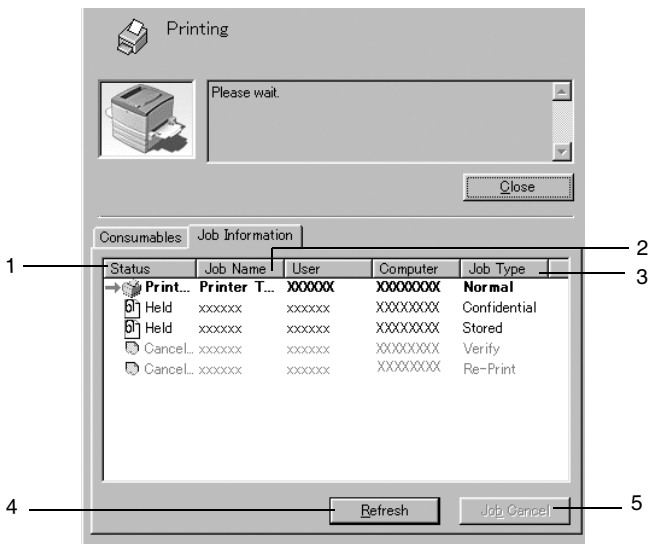 Printing
Please wait.
Close
Consumables Job Information
2
1
Status Job Name User Computer Job Type
3
Print... Printer T... XXXXXX XXXXXXXX Normal
Held xxxxxx xxxxxx XXXXXXXX Confidential
Held xxxxxx xxxxxx XXXXXXXX Stored
Cancel... xxxxxx xxxxxx XXXXXXXX Verify
Cancel... xxxxxx xxxxxx XXXXXXXX Re-Print
4 Refresh Job Cancel 5